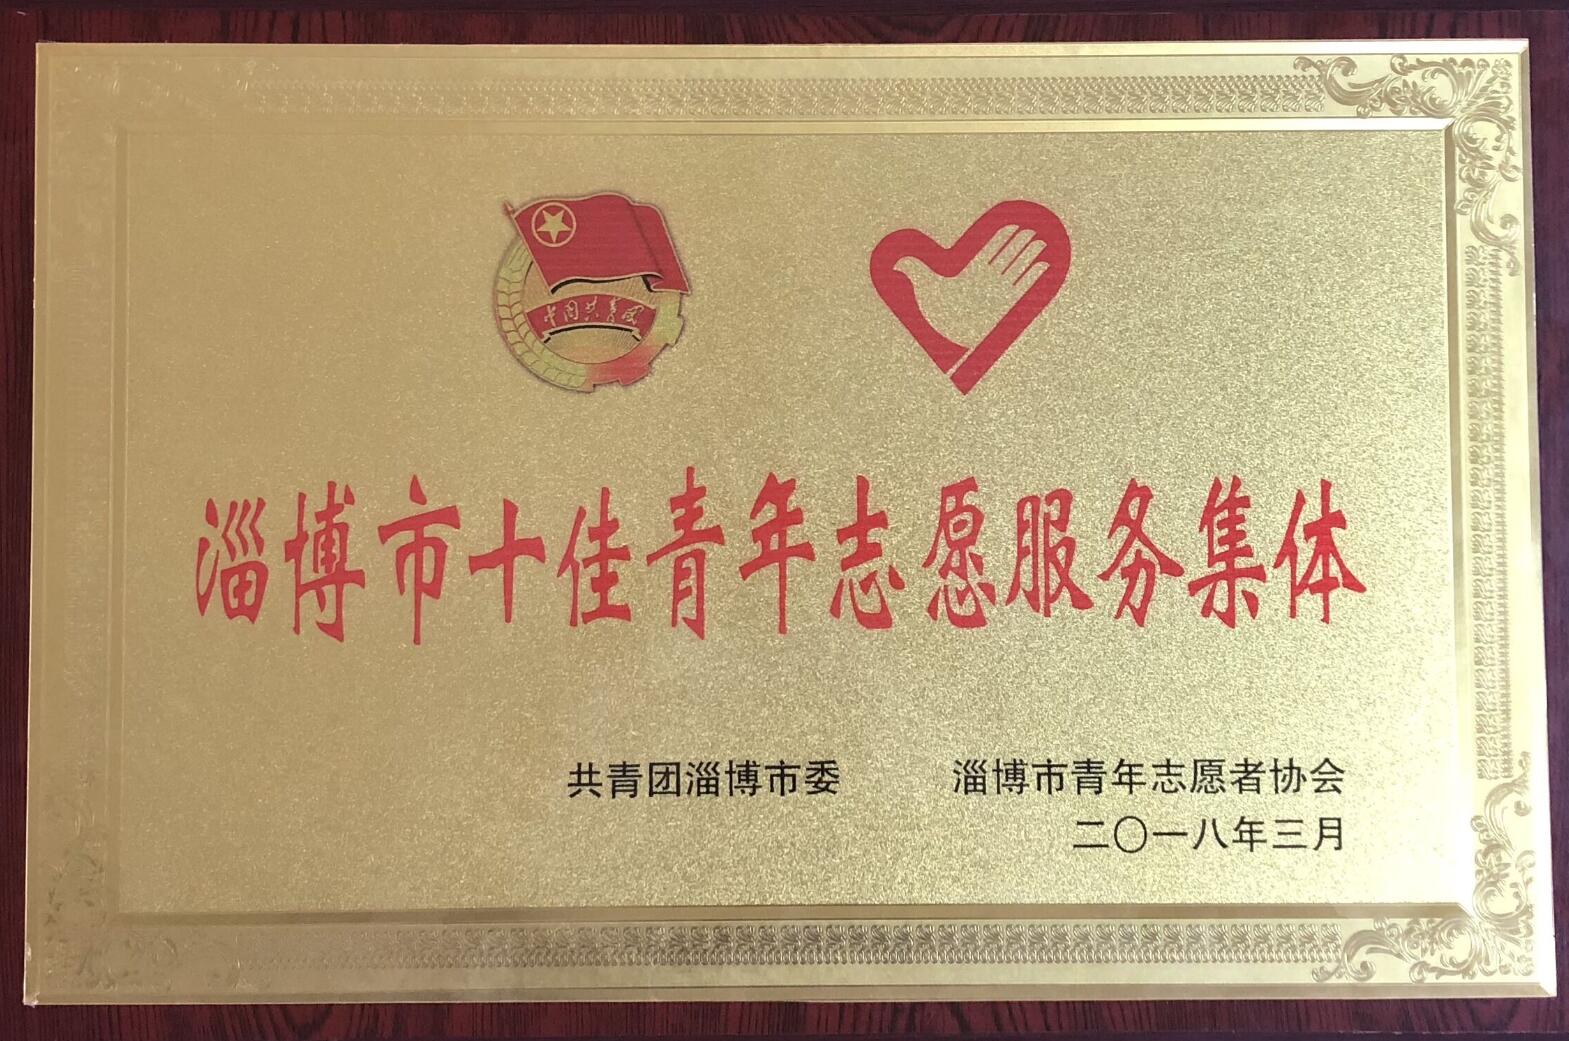 中国共青团
淄博市十佳青年志愿服务集体
共青团淄博市委 淄博市青年志愿者协会
二〇一八年三月